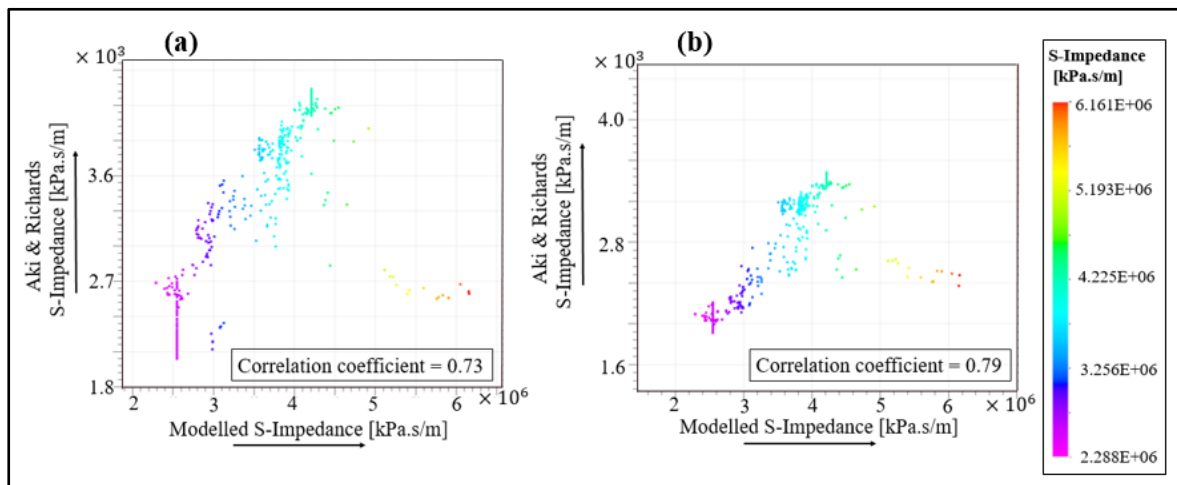 (a)
× 10³
Aki & Richards
S-Impedance [kPa.s/m]
3.6
2.7
1.8
2 3 4 5 6 ×10⁶
Modelled S-Impedance [kPa.s/m]
Correlation coefficient = 0.73
(b)
× 10³
Aki & Richards
S-Impedance [kPa.s/m]
4.0
2.8
1.6
2 3 4 5 6 ×10⁶
Modelled S-Impedance [kPa.s/m]
Correlation coefficient = 0.79
S-Impedance
[kPa.s/m]
6.161E+06
5.193E+06
4.225E+06
3.256E+06
2.288E+06